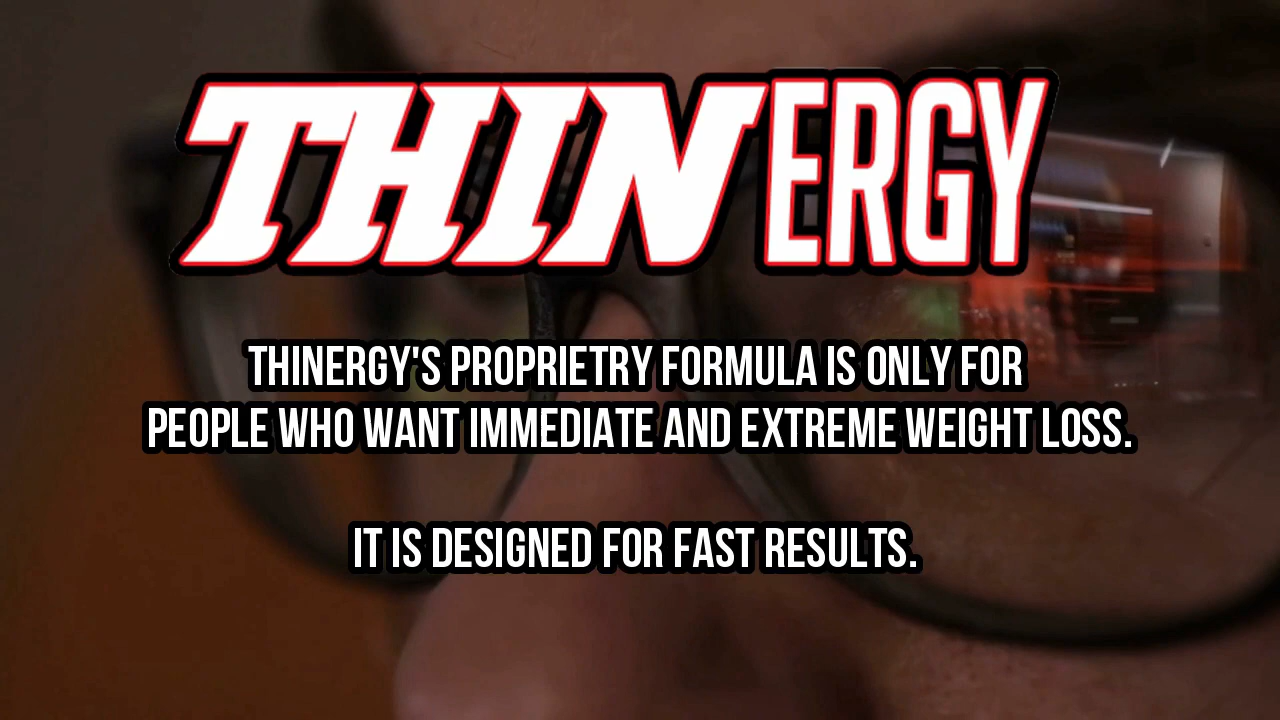 THINERGY
THINERGY'S PROPRIETRY FORMULA IS ONLY FOR
PEOPLE WHO WANT IMMEDIATE AND EXTREME WEIGHT LOSS.
IT IS DESIGNED FOR FAST RESULTS.